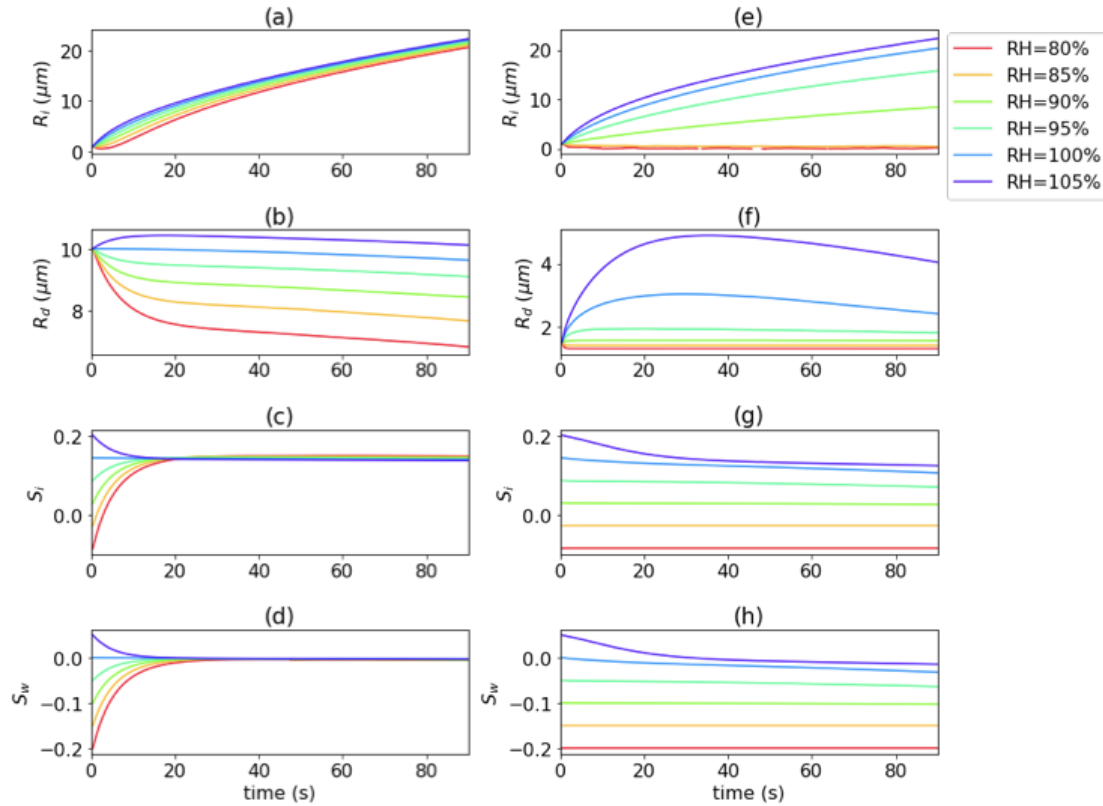 (a)
R_i (μm)
20
10
0
0 20 40 60 80
(e)
R_i (μm)
20
10
0
0 20 40 60 80
RH=80%
RH=85%
RH=90%
RH=95%
RH=100%
RH=105%
(b)
R_d (μm)
10
8
0 20 40 60 80
(f)
R_d (μm)
4
2
0 20 40 60 80
(c)
S_i
0.2
0.0
0 20 40 60 80
(g)
S_i
0.2
0.0
0 20 40 60 80
(d)
S_w
0.0
−0.1
−0.2
0 20 40 60 80
time (s)
(h)
S_w
0.0
−0.1
−0.2
0 20 40 60 80
time (s)